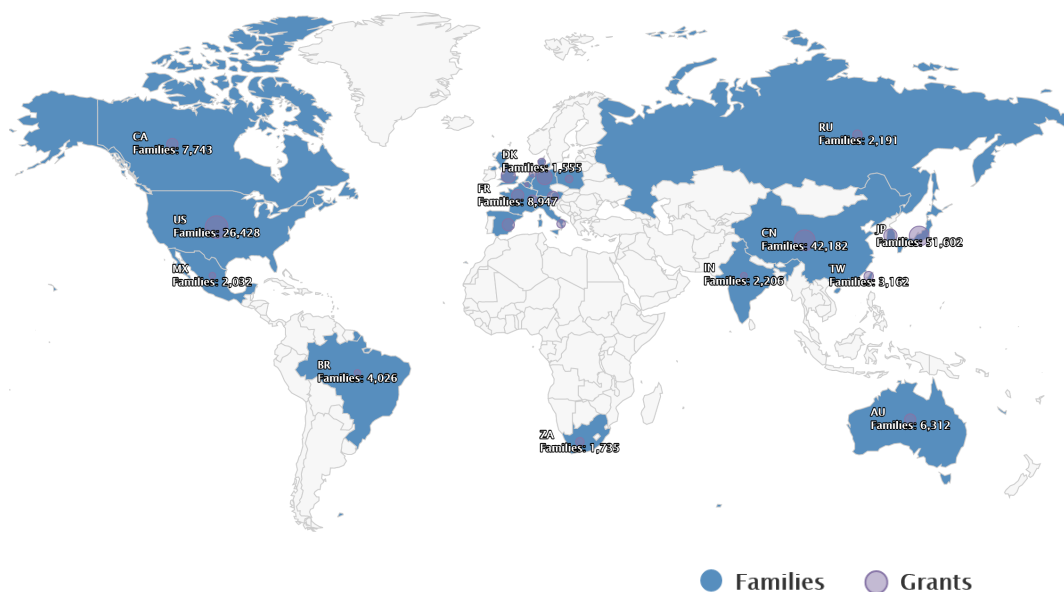 CA
Families: 7,743
RU
Families: 2,191
DK
Families: 1,555
FR
Families: 8,947
US
Families: 26,428
CN
Families: 42,182
JP
Families: 51,602
MX
Families: 2,032
IN
Families: 2,206
TW
Families: 3,162
BR
Families: 4,026
AU
Families: 6,312
ZA
Families: 1,735
Families
Grants